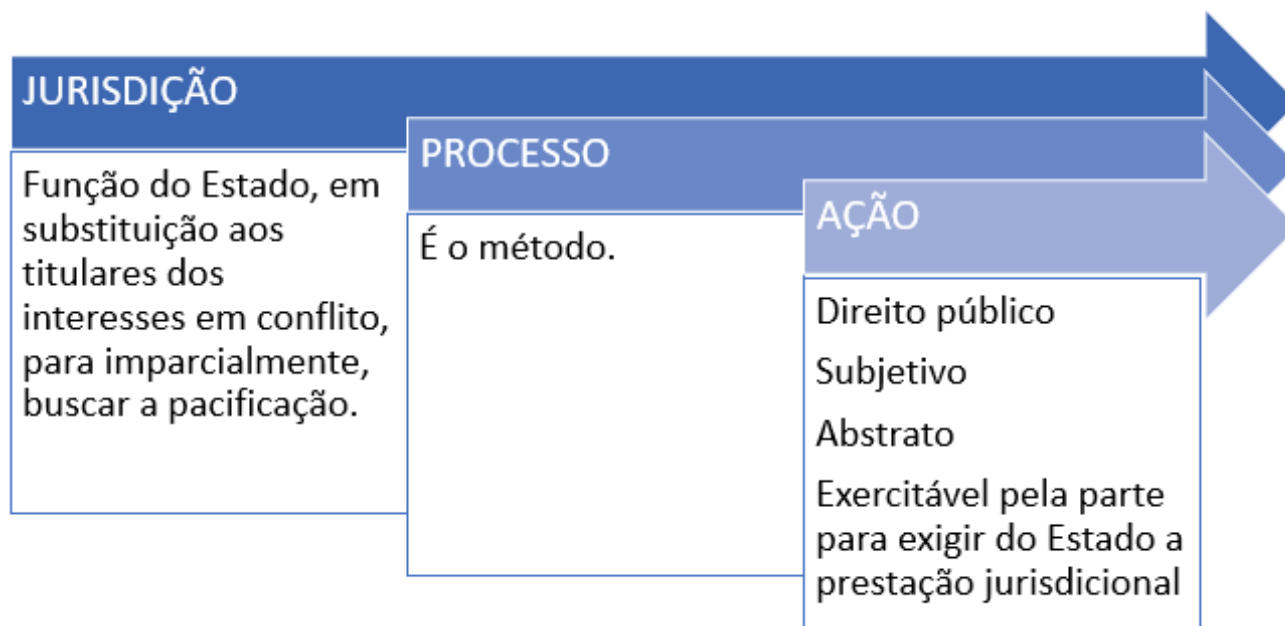 JURISDIÇÃO
Função do Estado, em
substituição aos
titulares dos
interesses em conflito,
para imparcialmente,
buscar a pacificação.
PROCESSO
É o método.
AÇÃO
Direito público
Subjetivo
Abstrato
Exercitável pela parte
para exigir do Estado a
prestação jurisdicional